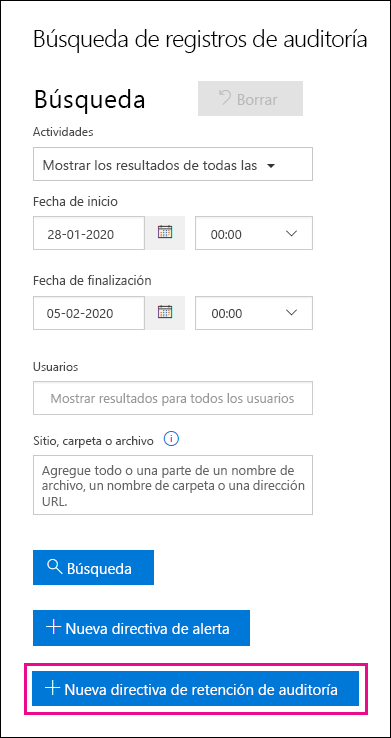 Búsqueda de registros de auditoría
Búsqueda
Borrar
Actividades
Mostrar los resultados de todas las
Fecha de inicio
28-01-2020
00:00
Fecha de finalización
05-02-2020
00:00
Usuarios
Mostrar resultados para todos los usuarios
Sitio, carpeta o archivo
Agregue todo o una parte de un nombre de
archivo, un nombre de carpeta o una dirección
URL.
Búsqueda
Nueva directiva de alerta
Nueva directiva de retención de auditoría